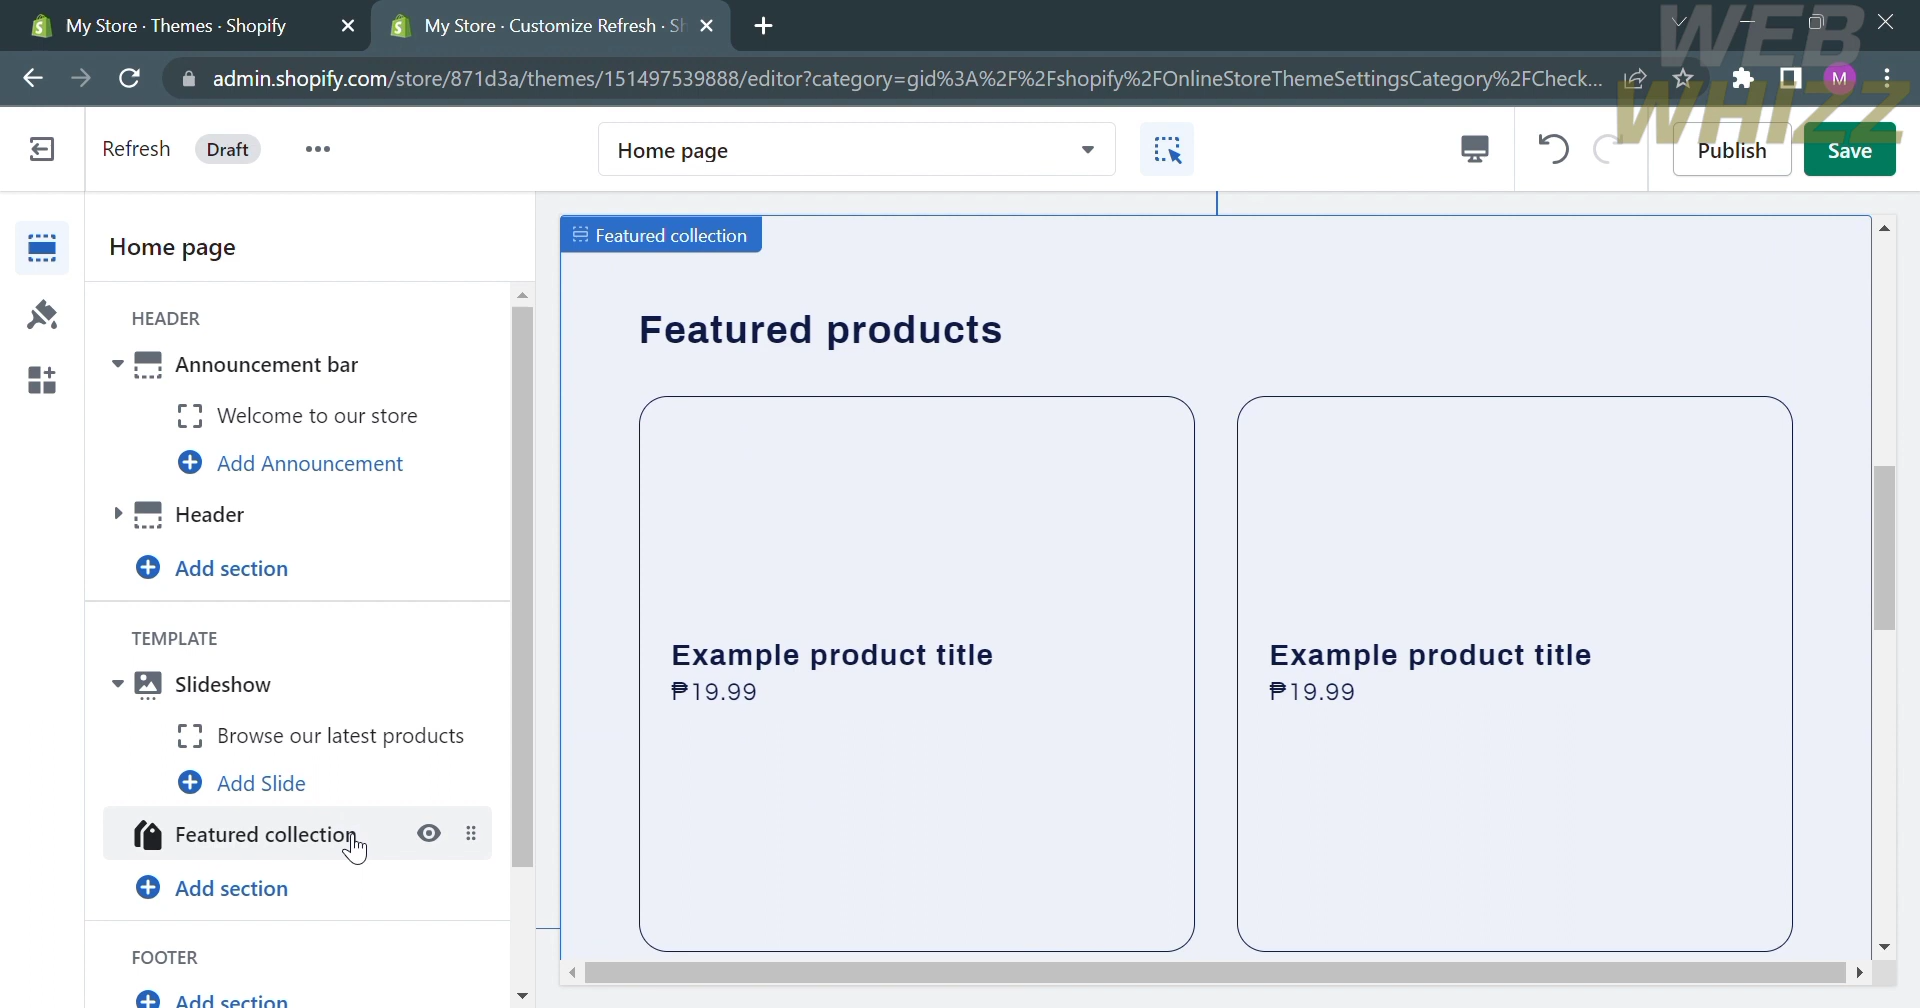 My Store · Themes · Shopify
My Store · Customize Refresh · Sh
admin.shopify.com/store/871d3a/themes/151497539888/editor?category=gid%3A%2F%2Fshopify%2FOnlineStoreThemeSettingsCategory%2FCheck...
M
WEB
WHIZZ
Refresh
Draft
Home page
Publish
Save
Home page
HEADER
Announcement bar
Welcome to our store
Add Announcement
Header
Add section
TEMPLATE
Slideshow
Browse our latest products
Add Slide
Featured collection
Add section
FOOTER
Add section
Featured collection
Featured products
Example product title
₱19.99
Example product title
₱19.99